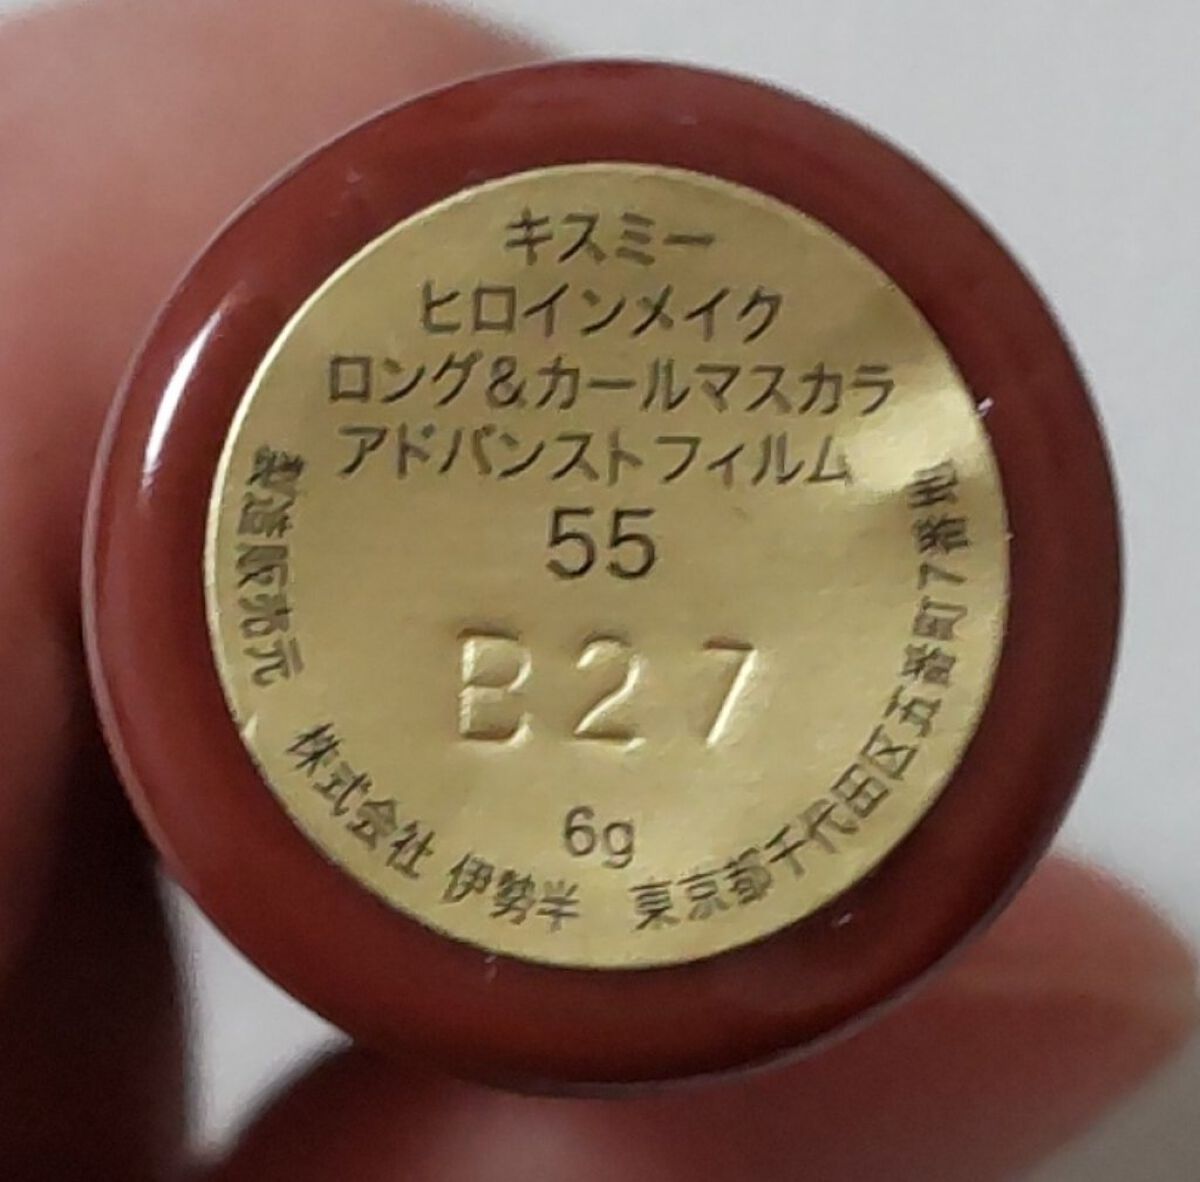 キスミー
ヒロインメイク
ロング&カールマスカラ
アドバンストフィルム
55
B27
6g
製造販売元 株式会社 伊勢半 東京都千代田区五番町7番地